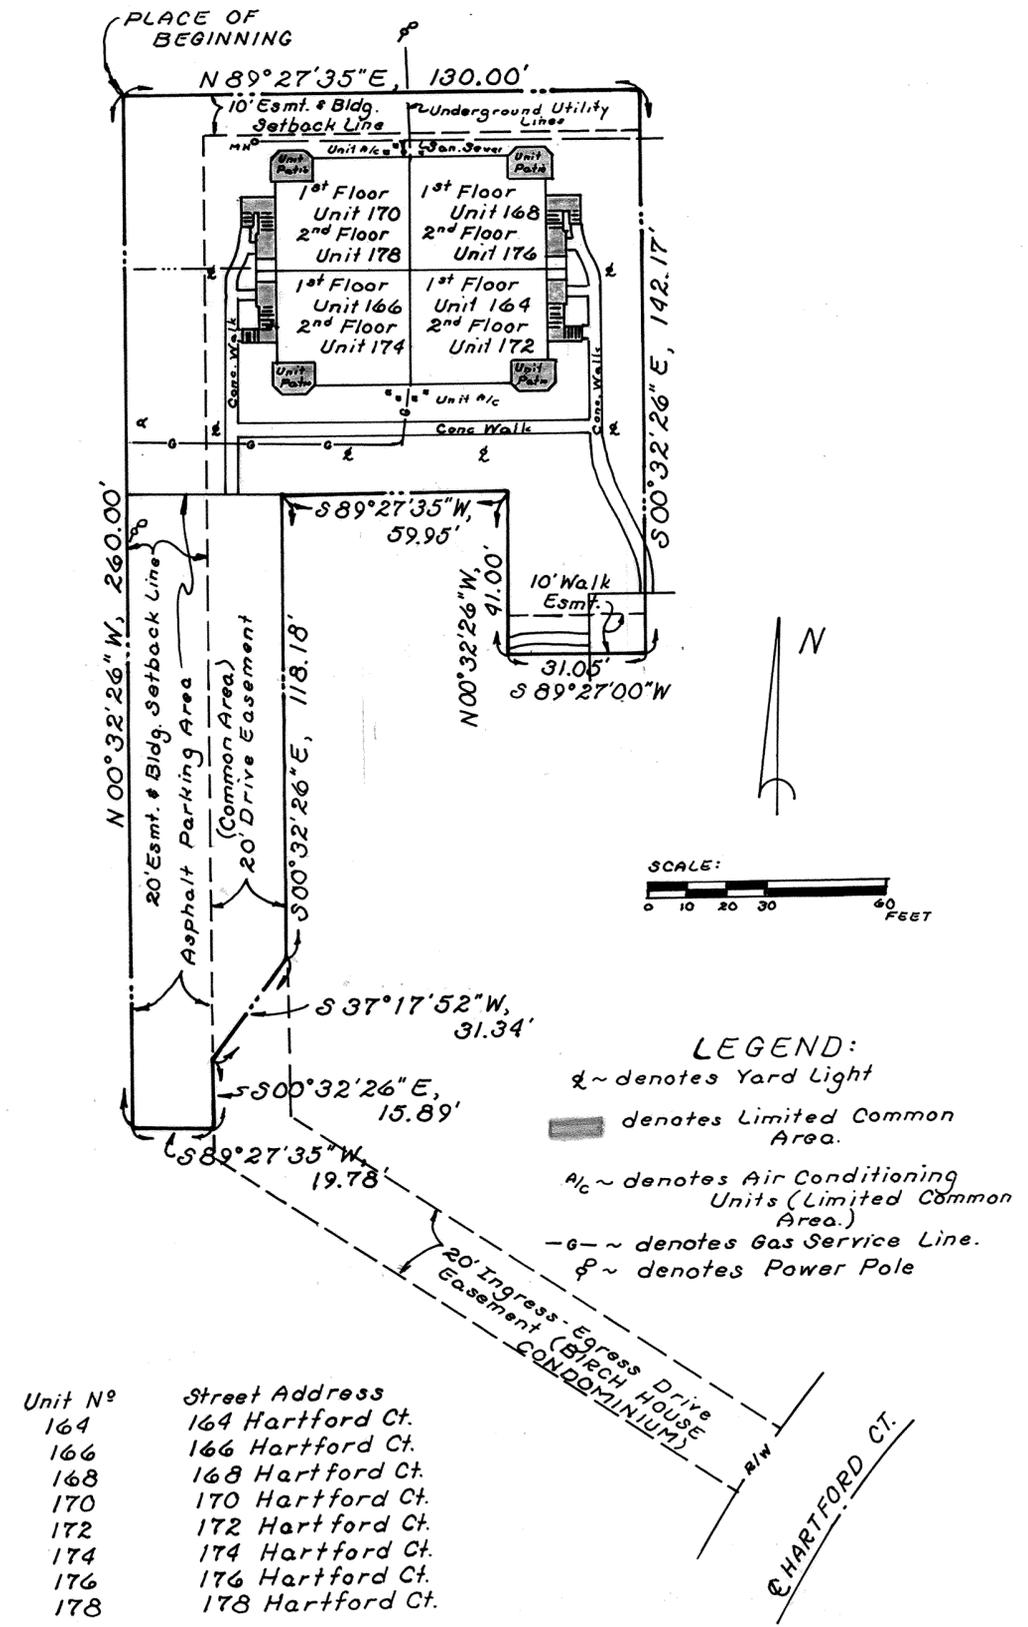 PLACE OF
BEGINNING
N 89°27'35"E, 130.00'
10' Esmt. & Bldg.
Setback Line
Underground Utility
Lines
MH
Unit A/C
San. Sewer
Unit
Patio
Unit
Patio
1st Floor
Unit 170
2nd Floor
Unit 178
1st Floor
Unit 168
2nd Floor
Unit 176
1st Floor
Unit 166
2nd Floor
Unit 174
1st Floor
Unit 164
2nd Floor
Unit 172
Unit
Patio
Unit
Patio
Unit A/C
Conc. Walk
Conc. Walk
Conc Walk
G
G
G
G
S 00°32'26" E, 142.17'
N 00°32'26" W, 260.00'
S 89°27'35"W,
59.95'
N 00°32'26"W,
41.00'
10' Walk
Esmt.
31.05'
S 89°27'00"W
20' Esmt. & Bldg. Setback Line
Asphalt Parking Area
(Common Area)
20' Drive Easement
S 00°32'26" E, 118.18'
N
SCALE:
0 10 20 30 60
FEET
S 37°17'52"W,
31.34'
S 00°32'26" E,
15.89'
S 89°27'35" W,
19.78'
LEGEND:
~ denotes Yard Light
denotes Limited Common
Area.
A/C ~ denotes Air Conditioning
Units (Limited Common
Area.)
—G— ~ denotes Gas Service Line.
~ denotes Power Pole
20' Ingress-Egress Drive
Easement (BIRCH HOUSE
CONDOMINIUM)
R/W
℄ HARTFORD CT.
Unit Nº Street Address
164 164 Hartford Ct.
166 166 Hartford Ct.
168 168 Hartford Ct.
170 170 Hartford Ct.
172 172 Hartford Ct.
174 174 Hartford Ct.
176 176 Hartford Ct.
178 178 Hartford Ct.